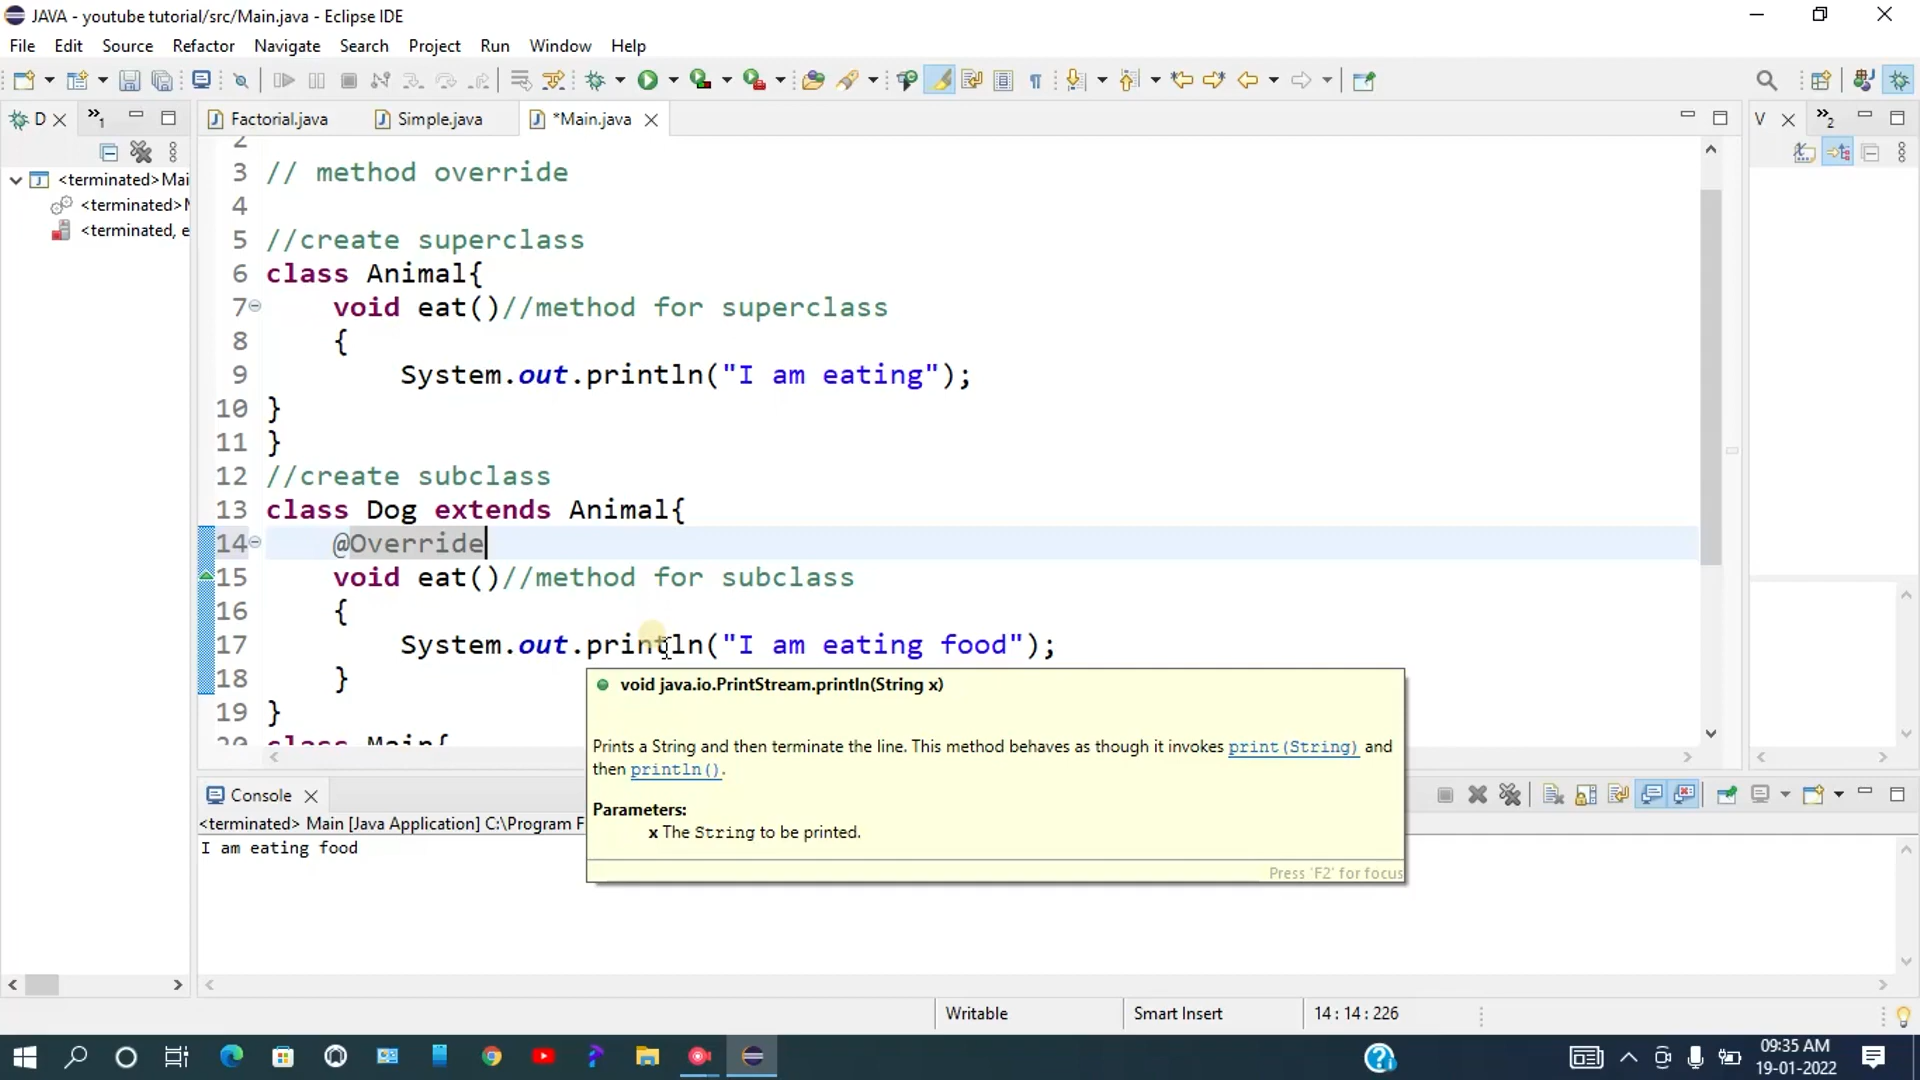 JAVA - youtube tutorial/src/Main.java - Eclipse IDE
File Edit Source Refactor Navigate Search Project Run Window Help
D
»1
Factorial.java
Simple.java
*Main.java
V
»2
<terminated>Mai
<terminated>
<terminated, e
2
3 // method override
4
5 //create superclass
6 class Animal{
7 void eat()//method for superclass
8 {
9 System.out.println("I am eating");
10 }
11 }
12 //create subclass
13 class Dog extends Animal{
14 @Override
15 void eat()//method for subclass
16 {
17 System.out.println("I am eating food");
18 }
19 }
20 class Main{
void java.io.PrintStream.println(String x)
Prints a String and then terminate the line. This method behaves as though it invokes print(String) and
then println().
Parameters:
x The String to be printed.
Press 'F2' for focus
Console
<terminated> Main [Java Application] C:\Program F
I am eating food
Writable
Smart Insert
14 : 14 : 226
09:35 AM
19-01-2022